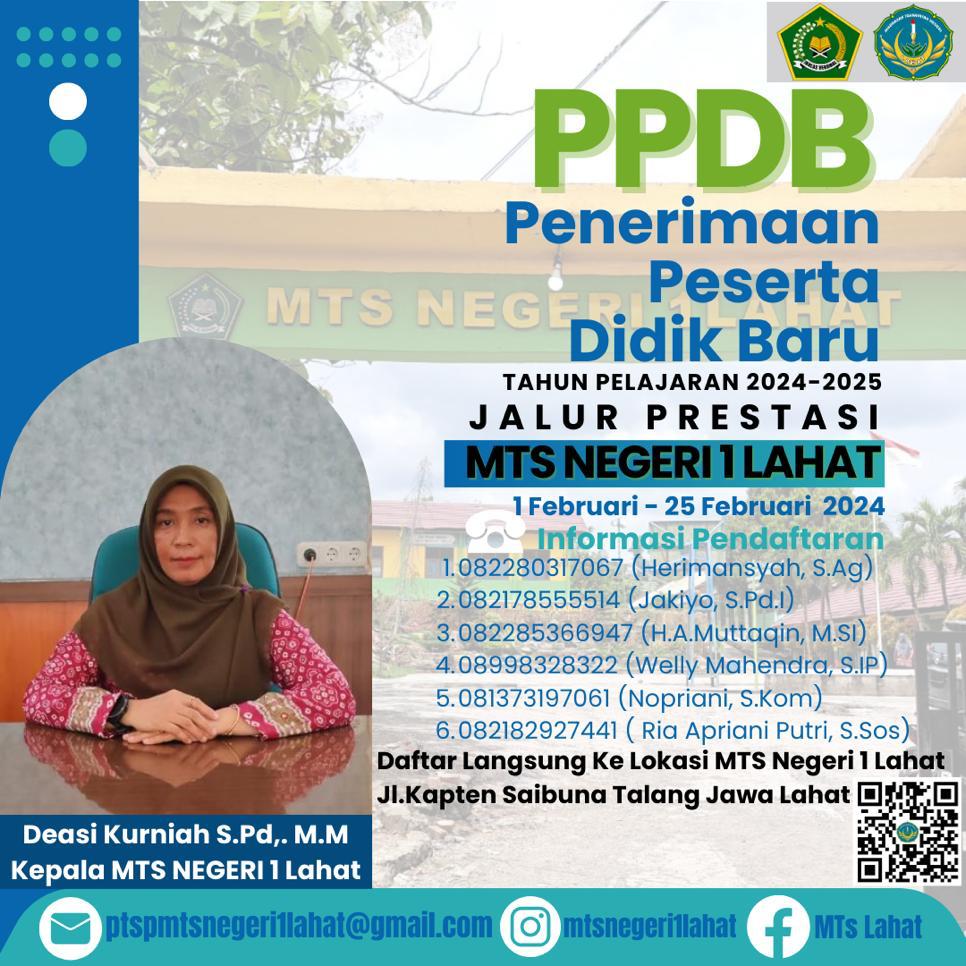 PPDB
Penerimaan
Peserta
Didik Baru
MTS NEGERI 1 LAHAT
TAHUN PELAJARAN 2024-2025
JALUR PRESTASI
MTS NEGERI 1 LAHAT
1 Februari - 25 Februari 2024
Informasi Pendaftaran
1.082280317067 (Herimansyah, S.Ag)
2.082178555514 (Jakiyo, S.Pd.I)
3.082285366947 (H.A.Muttaqin, M.SI)
4.08998328322 (Welly Mahendra, S.IP)
5.081373197061 (Nopriani, S.Kom)
6.082182927441 ( Ria Apriani Putri, S.Sos)
Daftar Langsung Ke Lokasi MTS Negeri 1 Lahat
Jl.Kapten Saibuna Talang Jawa Lahat
Deasi Kurniah S.Pd,. M.M
Kepala MTS NEGERI 1 Lahat
ptspmtsnegeri1lahat@gmail.com
mtsnegeri1lahat
MTs Lahat